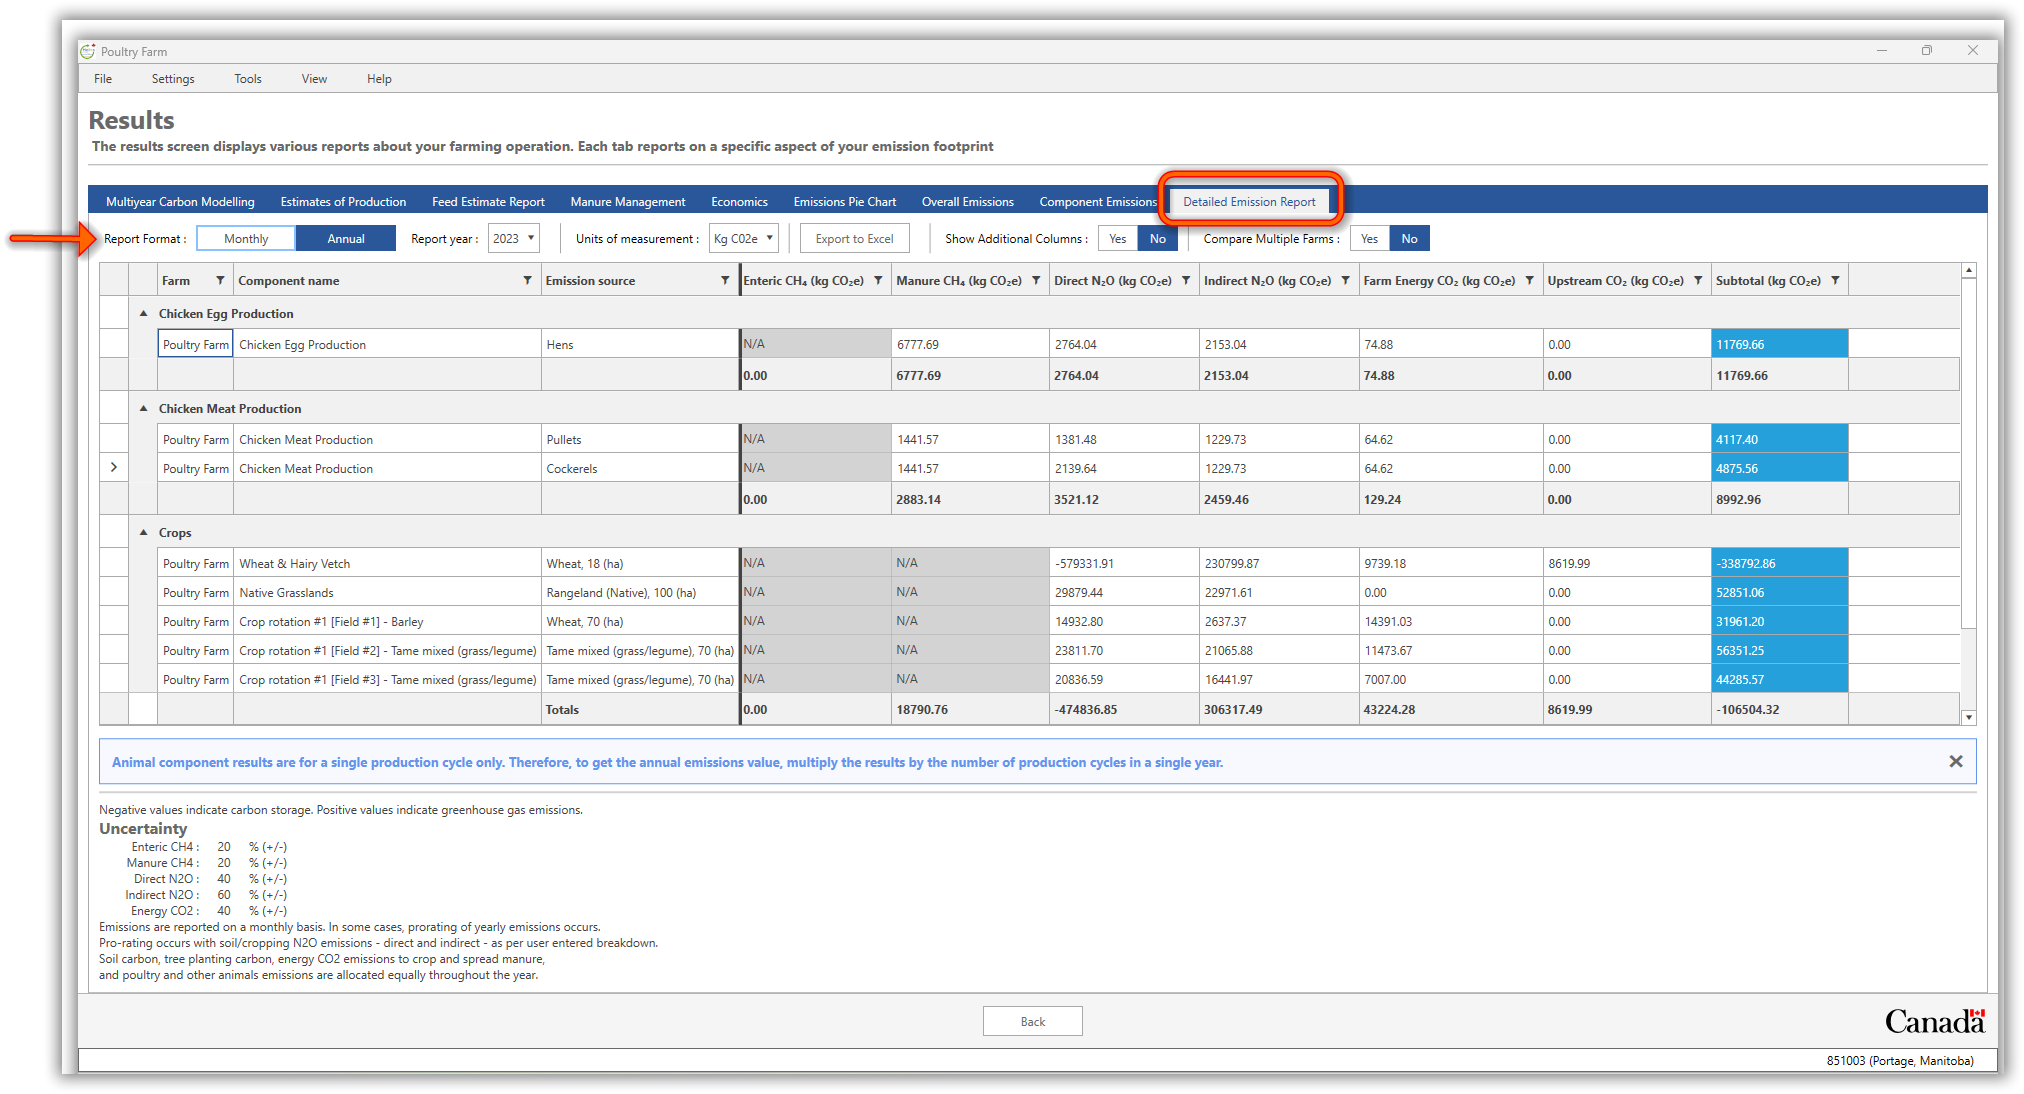 Poultry Farm
File Settings Tools View Help
Results
The results screen displays various reports about your farming operation. Each tab reports on a specific aspect of your emission footprint
Multiyear Carbon Modelling Estimates of Production Feed Estimate Report Manure Management Economics Emissions Pie Chart Overall Emissions Component Emissions Detailed Emission Report
Report Format : Monthly Annual Report year : 2023 Units of measurement : Kg C02e Export to Excel Show Additional Columns : Yes No Compare Multiple Farms : Yes No
Farm Component name Emission source Enteric CH₄ (kg CO₂e) Manure CH₄ (kg CO₂e) Direct N₂O (kg CO₂e) Indirect N₂O (kg CO₂e) Farm Energy CO₂ (kg CO₂e) Upstream CO₂ (kg CO₂e) Subtotal (kg CO₂e)
Chicken Egg Production
Poultry Farm Chicken Egg Production Hens N/A 6777.69 2764.04 2153.04 74.88 0.00 11769.66
0.00 6777.69 2764.04 2153.04 74.88 0.00 11769.66
Chicken Meat Production
Poultry Farm Chicken Meat Production Pullets N/A 1441.57 1381.48 1229.73 64.62 0.00 4117.40
Poultry Farm Chicken Meat Production Cockerels N/A 1441.57 2139.64 1229.73 64.62 0.00 4875.56
0.00 2883.14 3521.12 2459.46 129.24 0.00 8992.96
Crops
Poultry Farm Wheat & Hairy Vetch Wheat, 18 (ha) N/A N/A -579331.91 230799.87 9739.18 8619.99 -338792.86
Poultry Farm Native Grasslands Rangeland (Native), 100 (ha) N/A N/A 29879.44 22971.61 0.00 0.00 52851.06
Poultry Farm Crop rotation #1 [Field #1] - Barley Wheat, 70 (ha) N/A N/A 14932.80 2637.37 14391.03 0.00 31961.20
Poultry Farm Crop rotation #1 [Field #2] - Tame mixed (grass/legume) Tame mixed (grass/legume), 70 (ha) N/A N/A 23811.70 21065.88 11473.67 0.00 56351.25
Poultry Farm Crop rotation #1 [Field #3] - Tame mixed (grass/legume) Tame mixed (grass/legume), 70 (ha) N/A N/A 20836.59 16441.97 7007.00 0.00 44285.57
Totals 0.00 18790.76 -474836.85 306317.49 43224.28 8619.99 -106504.32
Animal component results are for a single production cycle only. Therefore, to get the annual emissions value, multiply the results by the number of production cycles in a single year.
Negative values indicate carbon storage. Positive values indicate greenhouse gas emissions.
Uncertainty
Enteric CH4 : 20 % (+/-)
Manure CH4 : 20 % (+/-)
Direct N2O : 40 % (+/-)
Indirect N2O : 60 % (+/-)
Energy CO2 : 40 % (+/-)
Emissions are reported on a monthly basis. In some cases, prorating of yearly emissions occurs.
Pro-rating occurs with soil/cropping N2O emissions - direct and indirect - as per user entered breakdown.
Soil carbon, tree planting carbon, energy CO2 emissions to crop and spread manure,
and poultry and other animals emissions are allocated equally throughout the year.
Back
Canada
851003 (Portage, Manitoba)